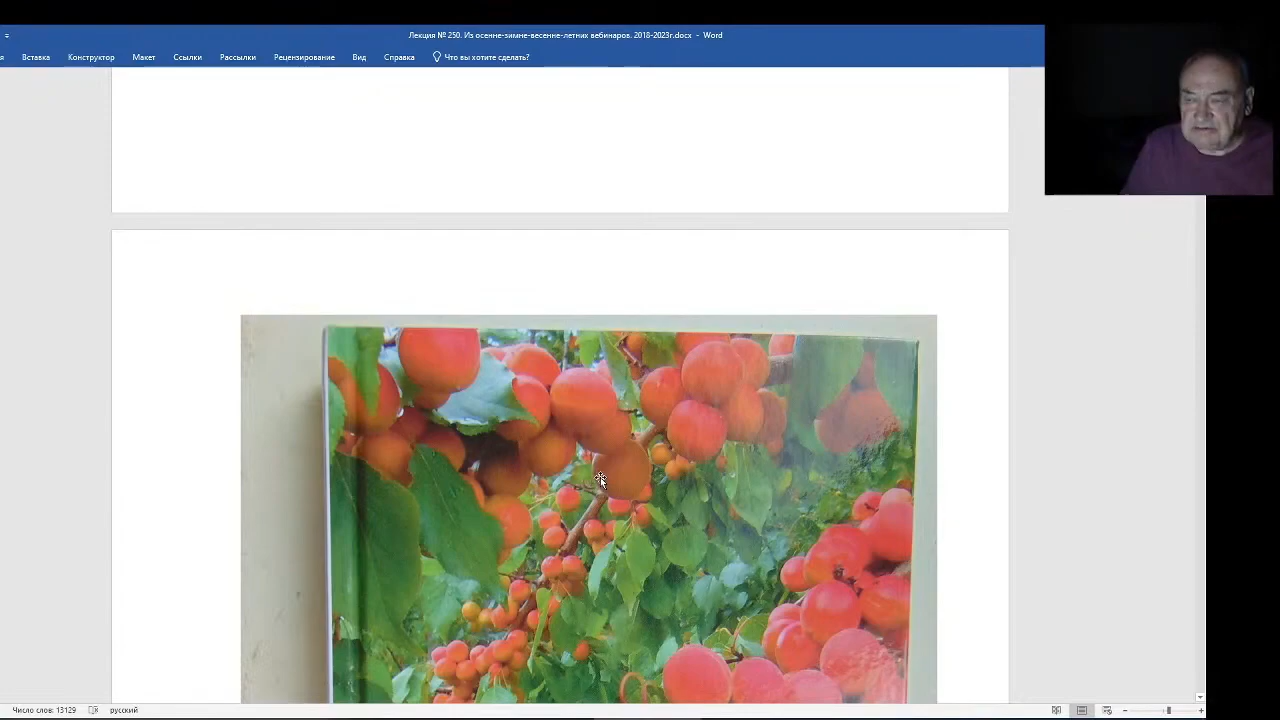 Лекция № 250. Из осенне-зимне-весенне-летних вебинаров. 2018-2023г.docx - Word
я Вставка Конструктор Макет Ссылки Рассылки Рецензирование Вид Справка Что вы хотите сделать?
Число слов: 13129 русский